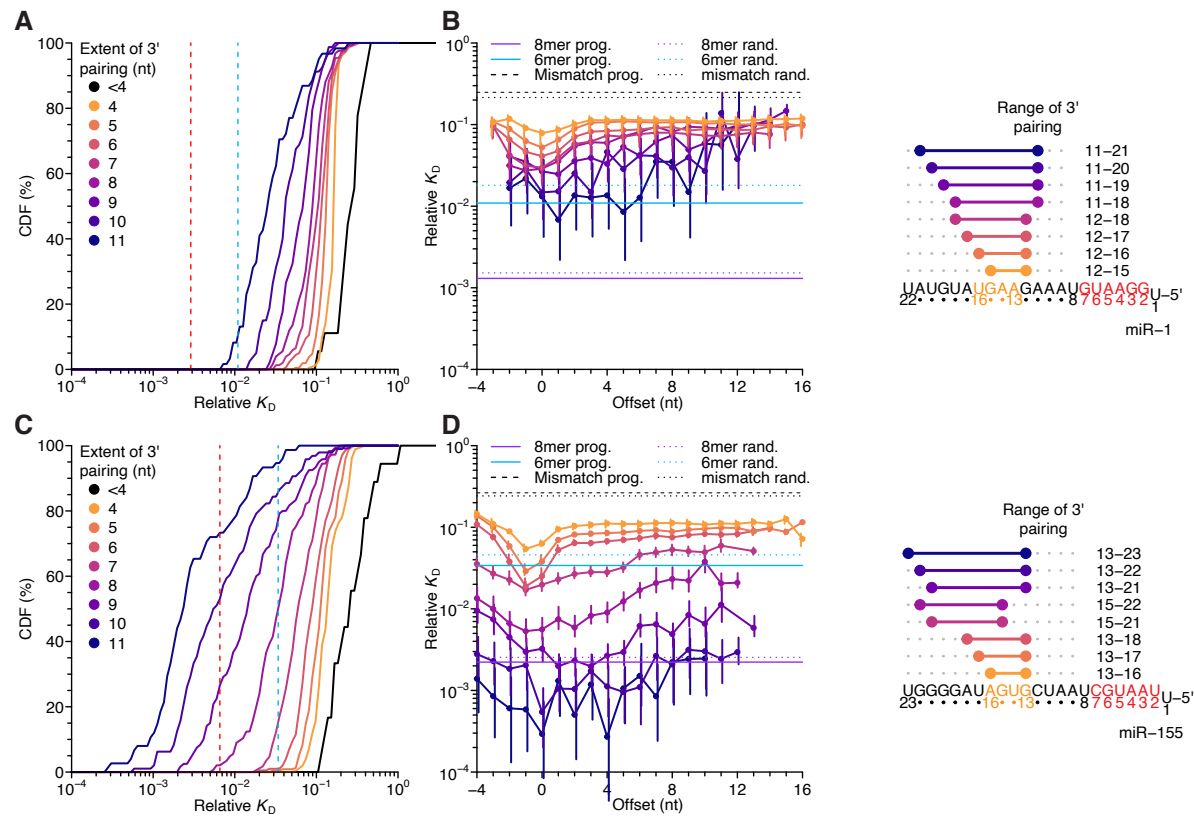 A
Extent of 3'
pairing (nt)
<4
4
5
6
7
8
9
10
11
CDF (%)
100
80
60
40
20
0
10−4
10−3
10−2
10−1
100
Relative KD
B
8mer prog.
6mer prog.
Mismatch prog.
8mer rand.
6mer rand.
mismatch rand.
Relative KD
100
10−1
10−2
10−3
10−4
−4
0
4
8
12
16
Offset (nt)
Range of 3'
pairing
11−21
11−20
11−19
11−18
12−18
12−17
12−16
12−15
UAUGUAUGAAGAAAUGUAAGGU−5'
22 16 13 8 7 6 5 4 3 2 1
miR−1
C
Extent of 3'
pairing (nt)
<4
4
5
6
7
8
9
10
11
CDF (%)
100
80
60
40
20
0
10−4
10−3
10−2
10−1
100
Relative KD
D
8mer prog.
6mer prog.
Mismatch prog.
8mer rand.
6mer rand.
mismatch rand.
Relative KD
100
10−1
10−2
10−3
10−4
−4
0
4
8
12
16
Offset (nt)
Range of 3'
pairing
13−23
13−22
13−21
15−22
15−21
13−18
13−17
13−16
UGGGGAUAGUGCUAAUCGUAAUU−5'
23 16 13 8 7 6 5 4 3 2 1
miR−155